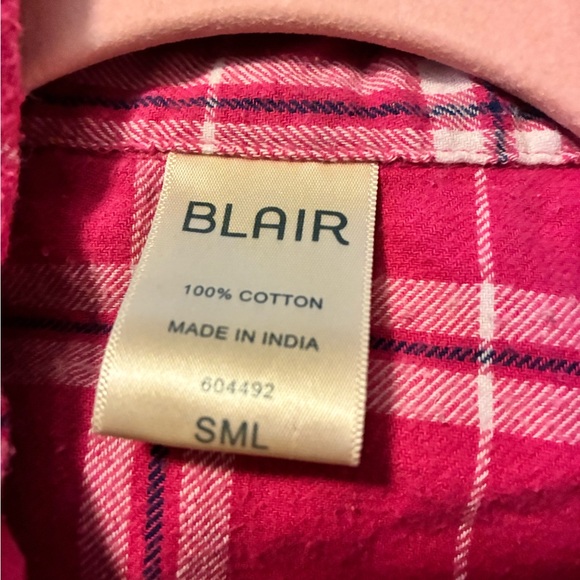 BLAIR
100% COTTON
MADE IN INDIA
604492
SML